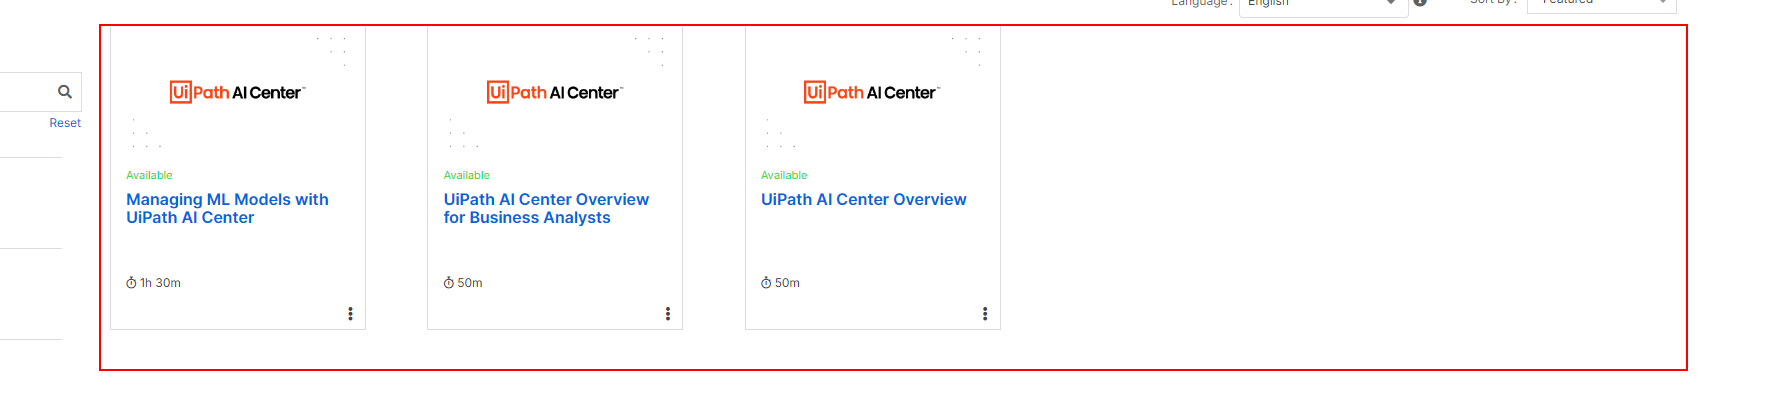 Language: English Sort By: Featured
UiPath AI Center™ UiPath AI Center™ UiPath AI Center™
Reset
Available Available Available
Managing ML Models with UiPath AI Center Overview UiPath AI Center Overview
UiPath AI Center for Business Analysts
1h 30m 50m 50m